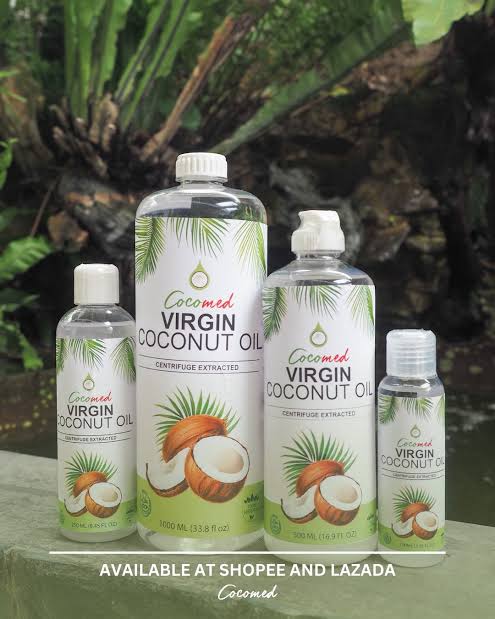 Cocomed
VIRGIN
COCONUT OIL
CENTRIFUGE EXTRACTED
250 ML (8.45 FL OZ)
Cocomed
VIRGIN
COCONUT OIL
CENTRIFUGE EXTRACTED
1000 ML (33.8 fl oz)
Cocomed
VIRGIN
COCONUT OIL
CENTRIFUGE EXTRACTED
500 ML (16.9 FL OZ)
Cocomed
VIRGIN
COCONUT OIL
CENTRIFUGE EXTRACTED
AVAILABLE AT SHOPEE AND LAZADA
Cocomed